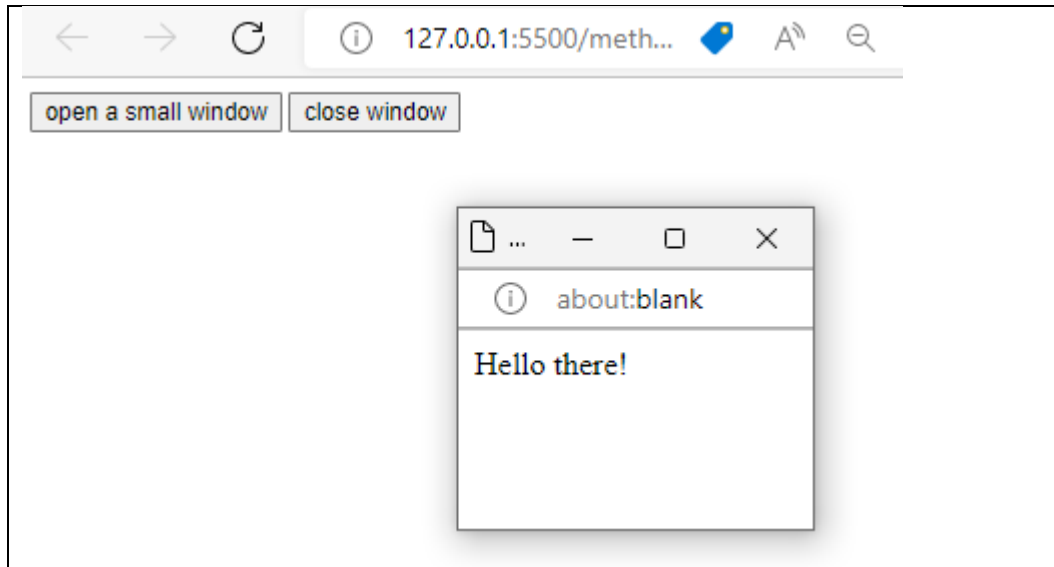 127.0.0.1:5500/meth...
open a small window close window
...
about:blank
Hello there!